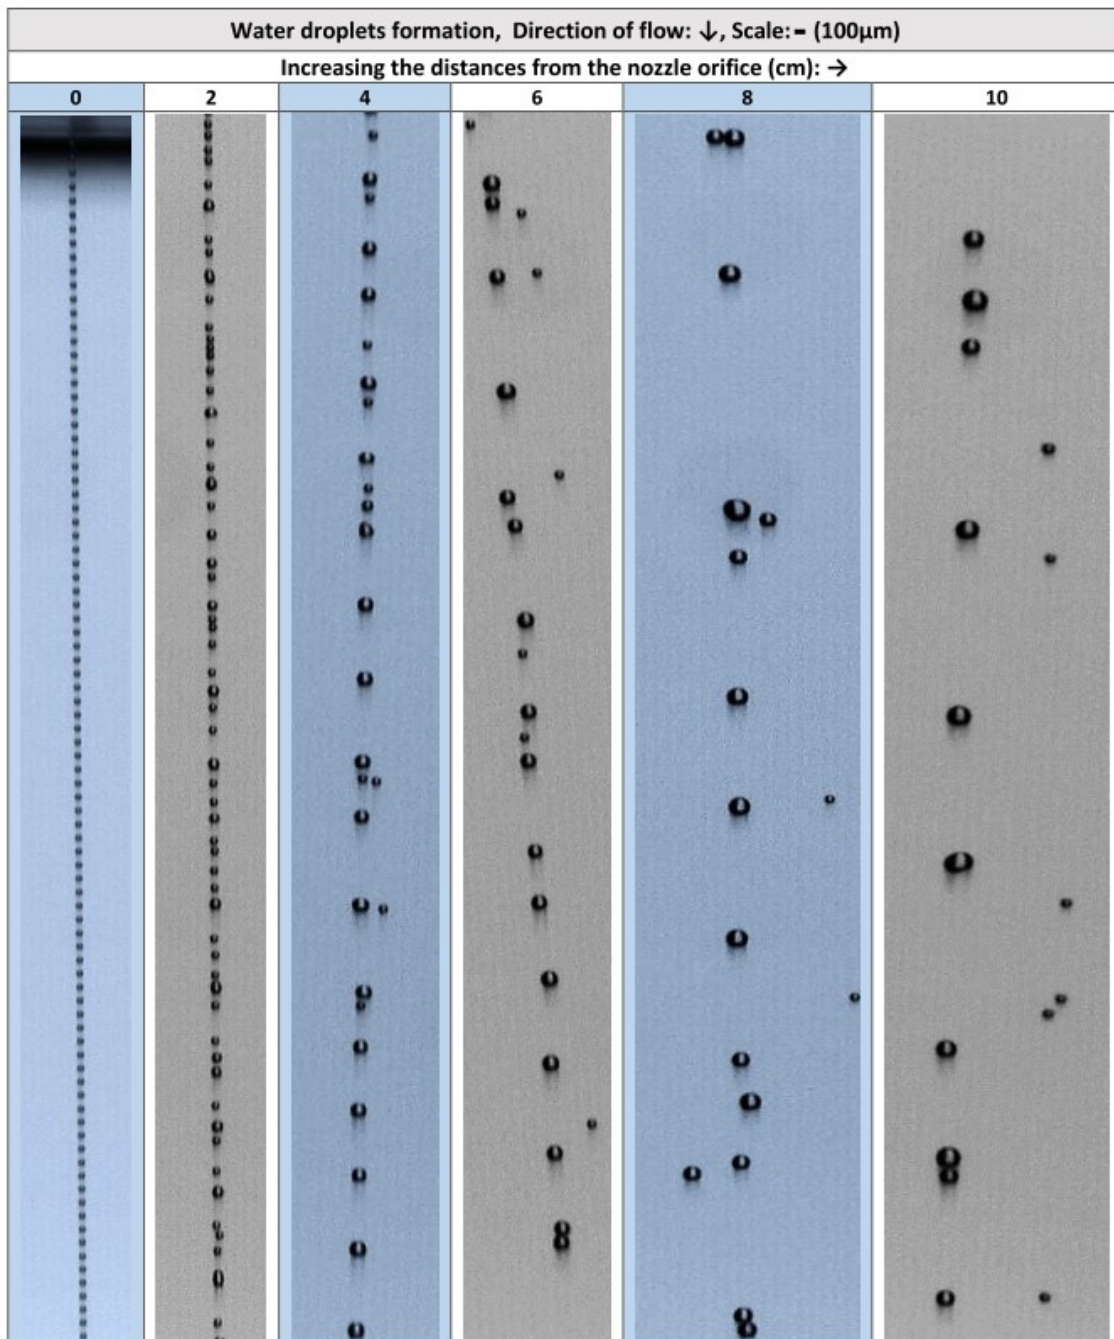 Water droplets formation, Direction of flow: ↓, Scale:- (100µm)
Increasing the distances from the nozzle orifice (cm): →
0 2 4 6 8 10